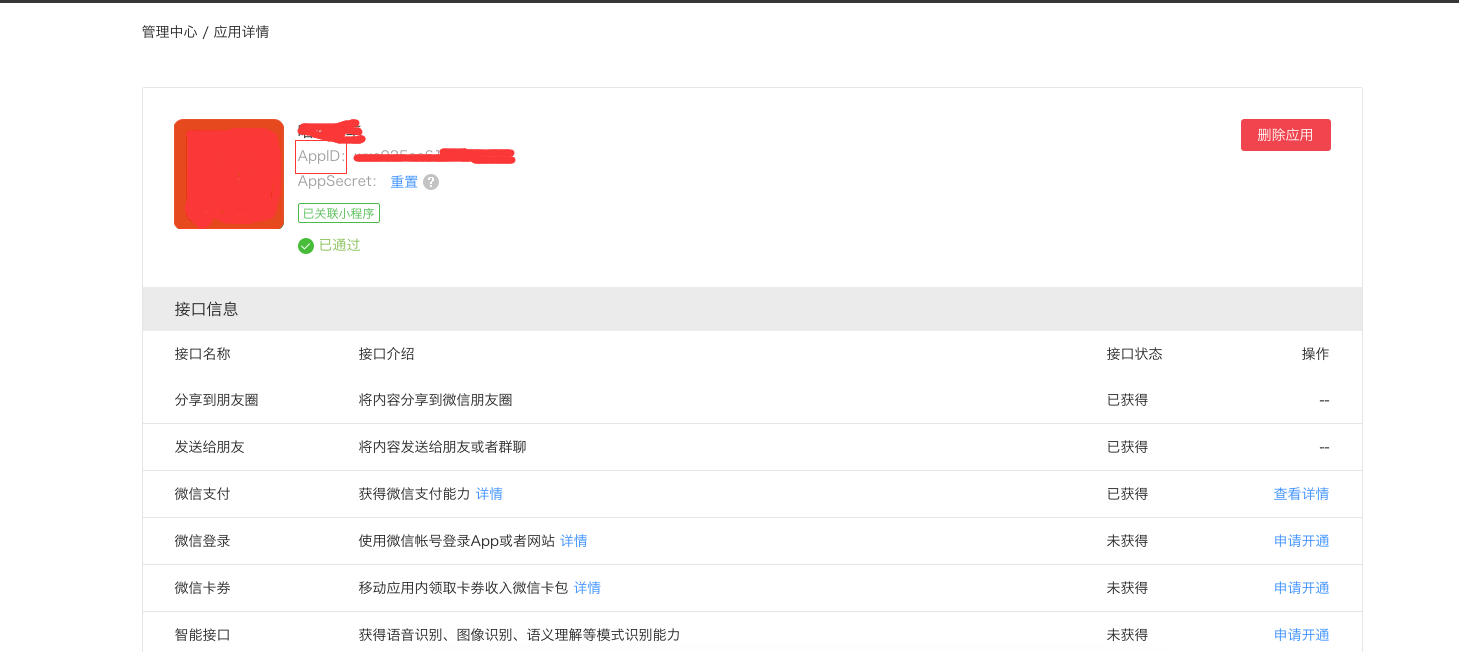 管理中心 / 应用详情
AppID:
删除应用
AppSecret: 重置 ?
已关联小程序
已通过
接口信息
接口名称 接口介绍 接口状态 操作
分享到朋友圈 将内容分享到微信朋友圈 已获得 --
发送给朋友 将内容发送给朋友或者群聊 已获得 --
微信支付 获得微信支付能力 详情 已获得 查看详情
微信登录 使用微信帐号登录App或者网站 详情 未获得 申请开通
微信卡券 移动应用内领取卡券收入微信卡包 详情 未获得 申请开通
智能接口 获得语音识别、图像识别、语义理解等模式识别能力 未获得 申请开通